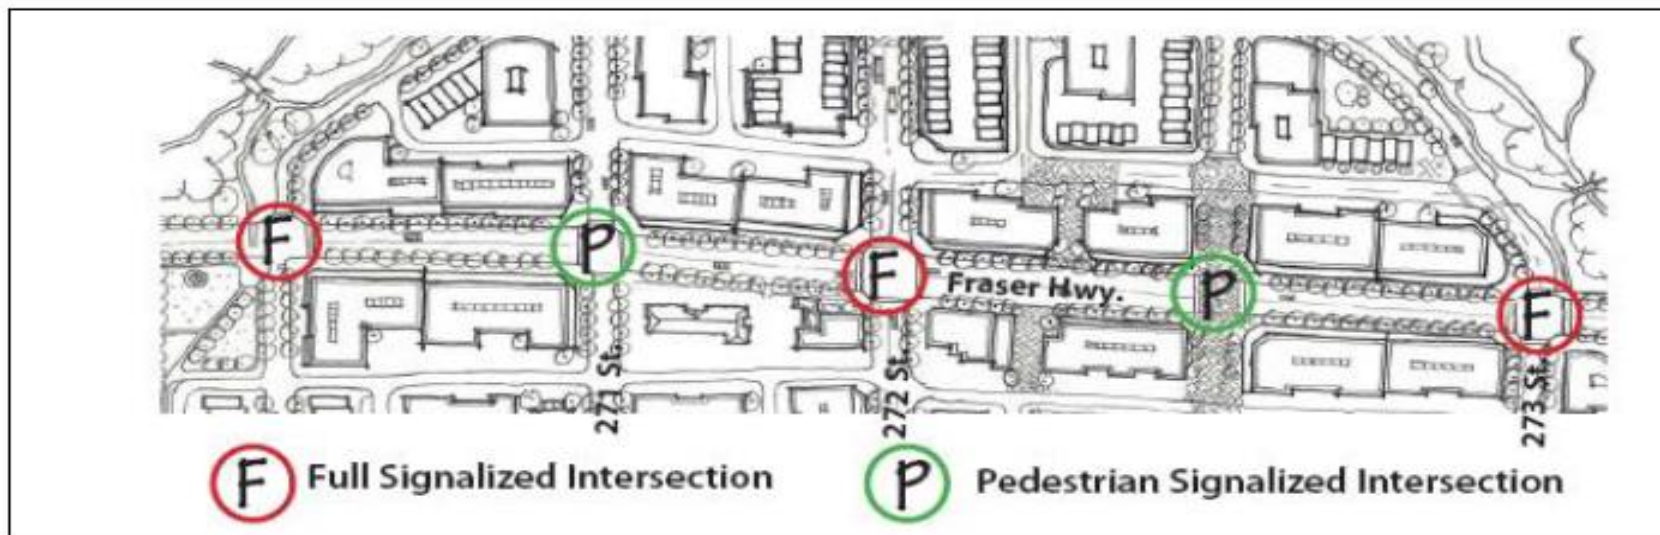 F
P
F
Fraser Hwy.
P
F
271 St.
272 St.
273 St.
F Full Signalized Intersection
P Pedestrian Signalized Intersection